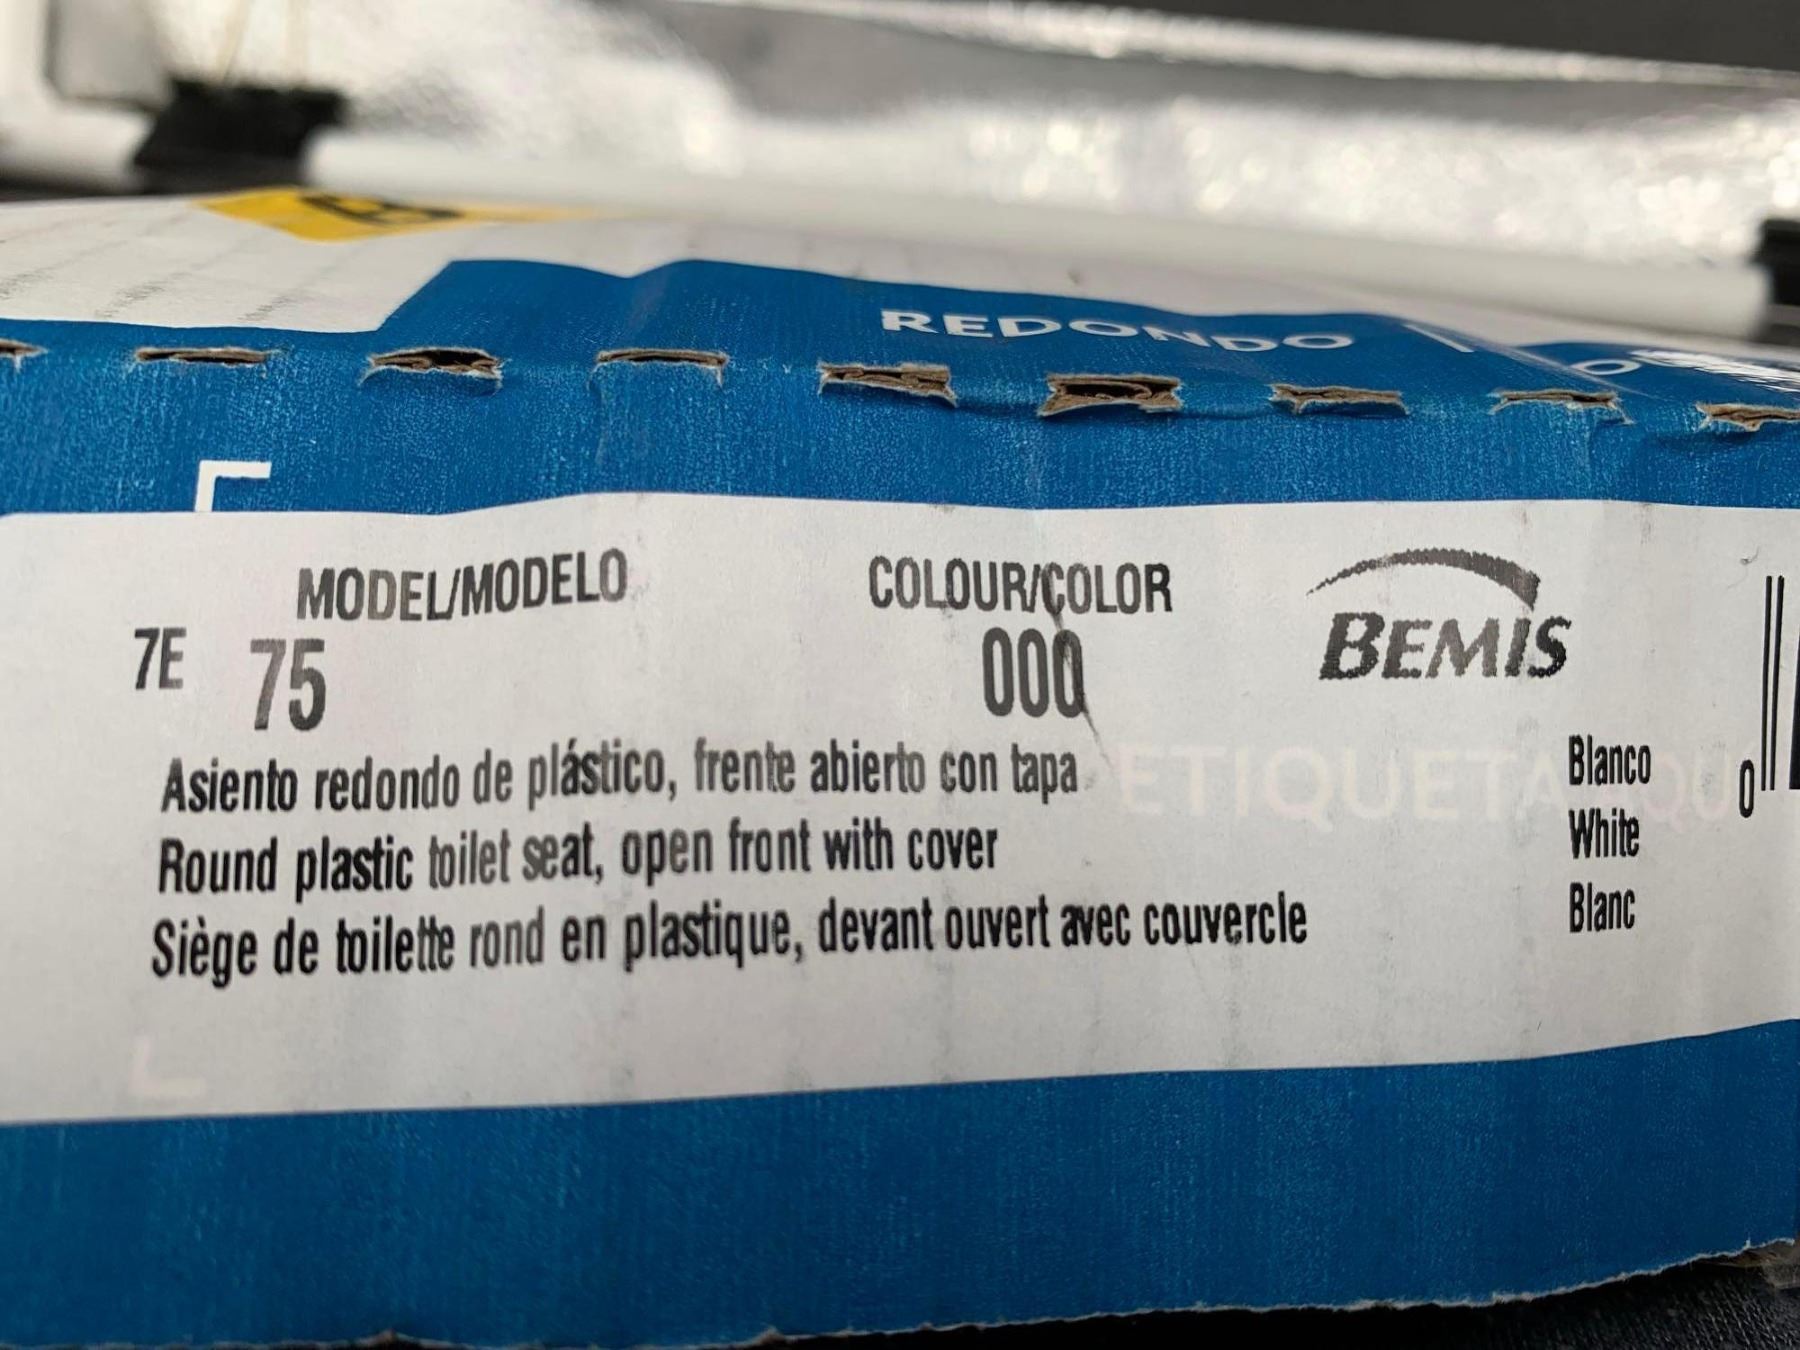 REDONDO
MODEL/MODELO
COLOUR/COLOR
BEMIS
7E 75
000
Asiento redondo de plástico, frente abierto con tapa
Blanco
Round plastic toilet seat, open front with cover
White
Siège de toilette rond en plastique, devant ouvert avec couvercle
Blanc
ETIQUETA
0